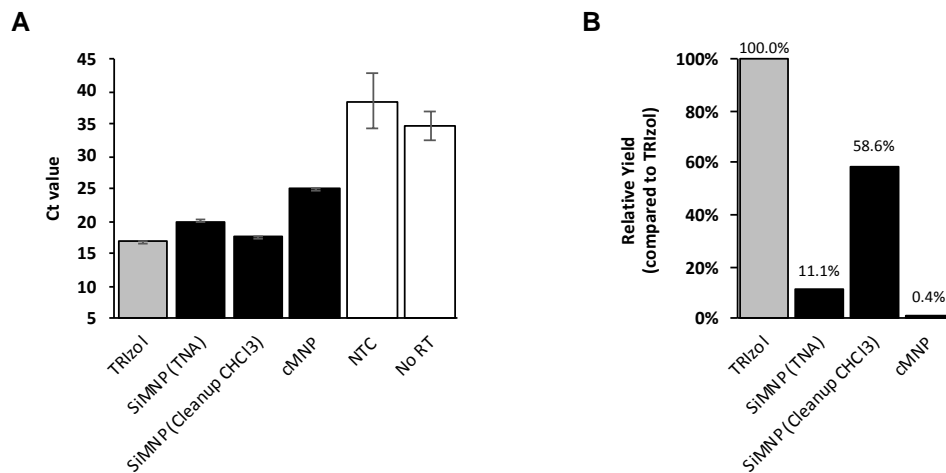 A
45
40
35
30
25
20
15
10
5
Ct value
TRIzol
SiMNP (TNA)
SiMNP (Cleanup CHCl3)
cMNP
NTC
No RT
B
100.0%
100%
80%
60%
40%
20%
0%
58.6%
11.1%
0.4%
Relative Yield
(compared to TRIzol)
TRIzol
SiMNP (TNA)
SiMNP (Cleanup CHCl3)
cMNP